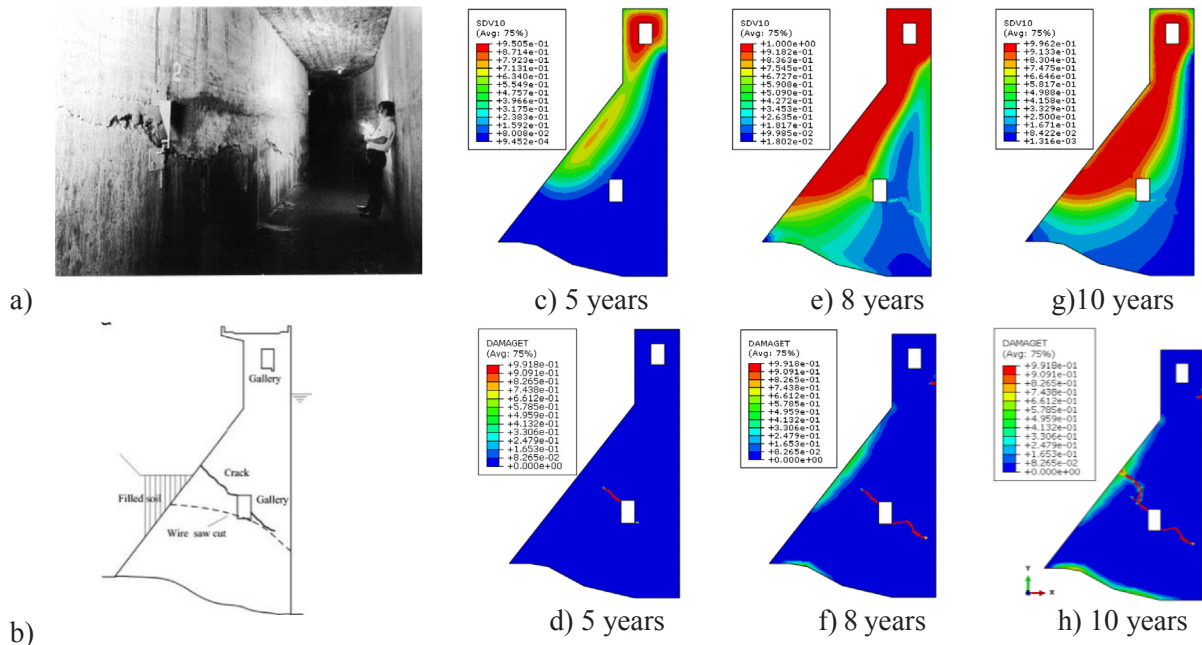 SDV10
(Avg: 75%)
+9.505e-01
+8.714e-01
+7.923e-01
+7.131e-01
+6.340e-01
+5.549e-01
+4.757e-01
+3.966e-01
+3.175e-01
+2.383e-01
+1.592e-01
+8.008e-02
+9.452e-04
SDV10
(Avg: 75%)
+1.000e+00
+9.182e-01
+8.363e-01
+7.545e-01
+6.727e-01
+5.908e-01
+5.090e-01
+4.272e-01
+3.453e-01
+2.635e-01
+1.817e-01
+9.985e-02
+1.802e-02
SDV10
(Avg: 75%)
+9.962e-01
+9.133e-01
+8.304e-01
+7.475e-01
+6.646e-01
+5.817e-01
+4.988e-01
+4.158e-01
+3.329e-01
+2.500e-01
+1.671e-01
+8.422e-02
+1.316e-03
2
a)
c) 5 years
e) 8 years
g)10 years
Gallery
Crack
Filled soil
Gallery
Wire saw cut
b)
DAMAGET
(Avg: 75%)
+9.918e-01
+9.091e-01
+8.265e-01
+7.438e-01
+6.612e-01
+5.785e-01
+4.959e-01
+4.132e-01
+3.306e-01
+2.479e-01
+1.653e-01
+8.265e-02
+0.000e+00
d) 5 years
DAMAGET
(Avg: 75%)
+9.918e-01
+9.091e-01
+8.265e-01
+7.438e-01
+6.612e-01
+5.785e-01
+4.959e-01
+4.132e-01
+3.306e-01
+2.479e-01
+1.653e-01
+8.265e-02
+0.000e+00
f) 8 years
DAMAGET
(Avg: 75%)
+9.918e-01
+9.091e-01
+8.265e-01
+7.438e-01
+6.612e-01
+5.785e-01
+4.959e-01
+4.132e-01
+3.306e-01
+2.479e-01
+1.653e-01
+8.265e-02
+0.000e+00
Y
X
h) 10 years